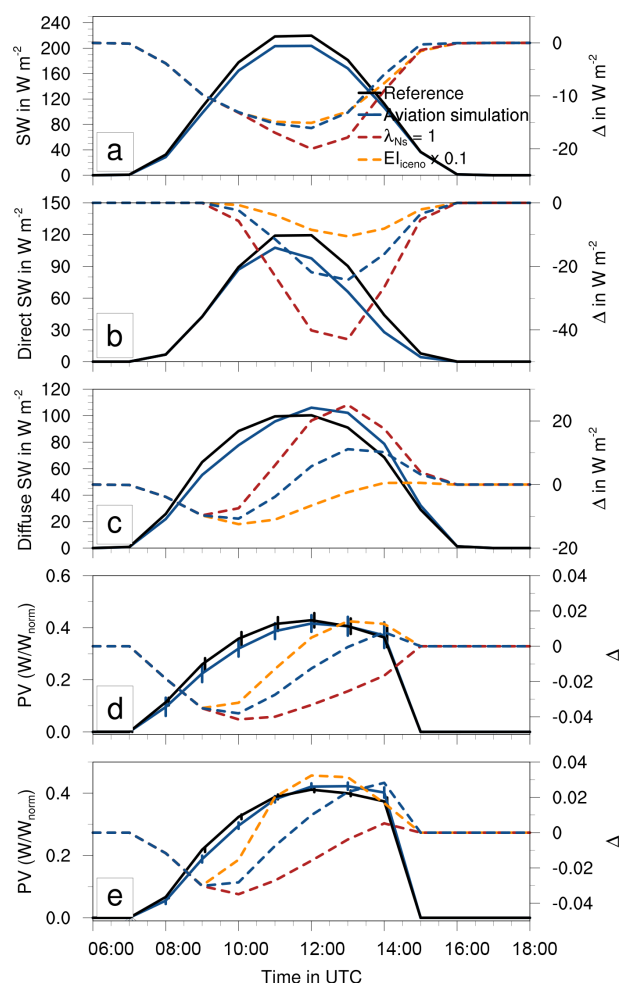 240
200
160
120
80
40
0
SW in W m-2
a
Reference
Aviation simulation
λNs = 1
EIiceno x 0.1
0
-10
-20
Δ in W m-2
150
120
90
60
30
0
Direct SW in W m-2
b
0
-20
-40
Δ in W m-2
120
100
80
60
40
20
0
Diffuse SW in W m-2
c
20
0
-20
Δ in W m-2
0.6
0.4
0.2
0.0
PV (W/Wnorm)
d
0.04
0.02
0
-0.02
-0.04
Δ
0.4
0.2
0.0
PV (W/Wnorm)
e
0.04
0.02
0
-0.02
-0.04
Δ
06:00 08:00 10:00 12:00 14:00 16:00 18:00
Time in UTC